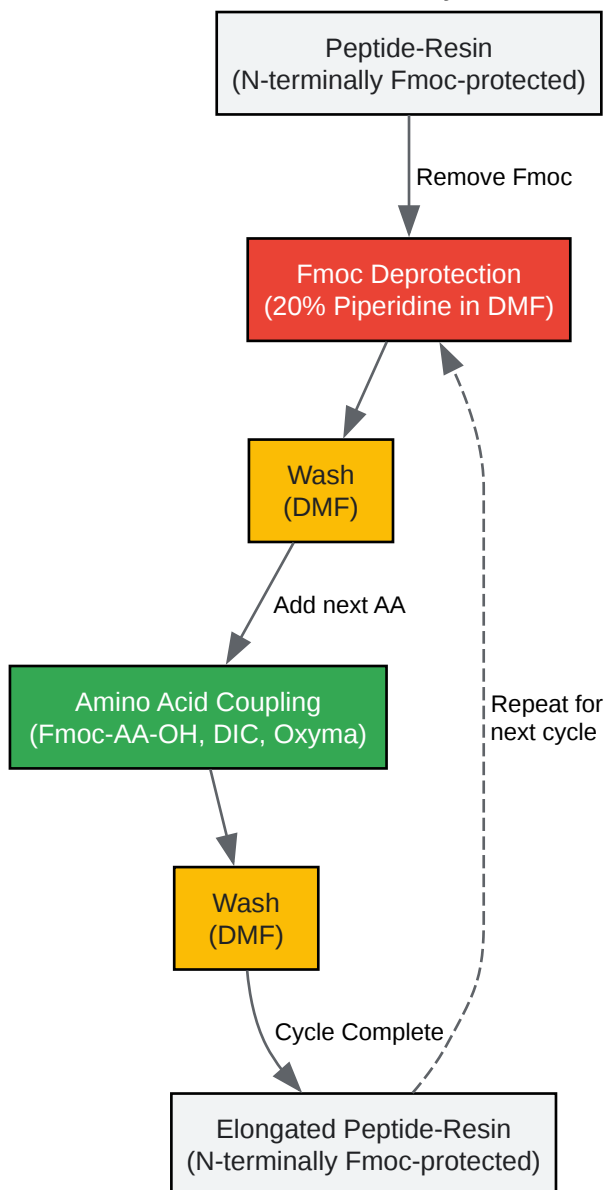 Peptide-Resin
(N-terminally Fmoc-protected)
Remove Fmoc
Fmoc Deprotection
(20% Piperidine in DMF)
Wash
(DMF)
Add next AA
Amino Acid Coupling
(Fmoc-AA-OH, DIC, Oxyma)
Repeat for
next cycle
Wash
(DMF)
Cycle Complete
Elongated Peptide-Resin
(N-terminally Fmoc-protected)